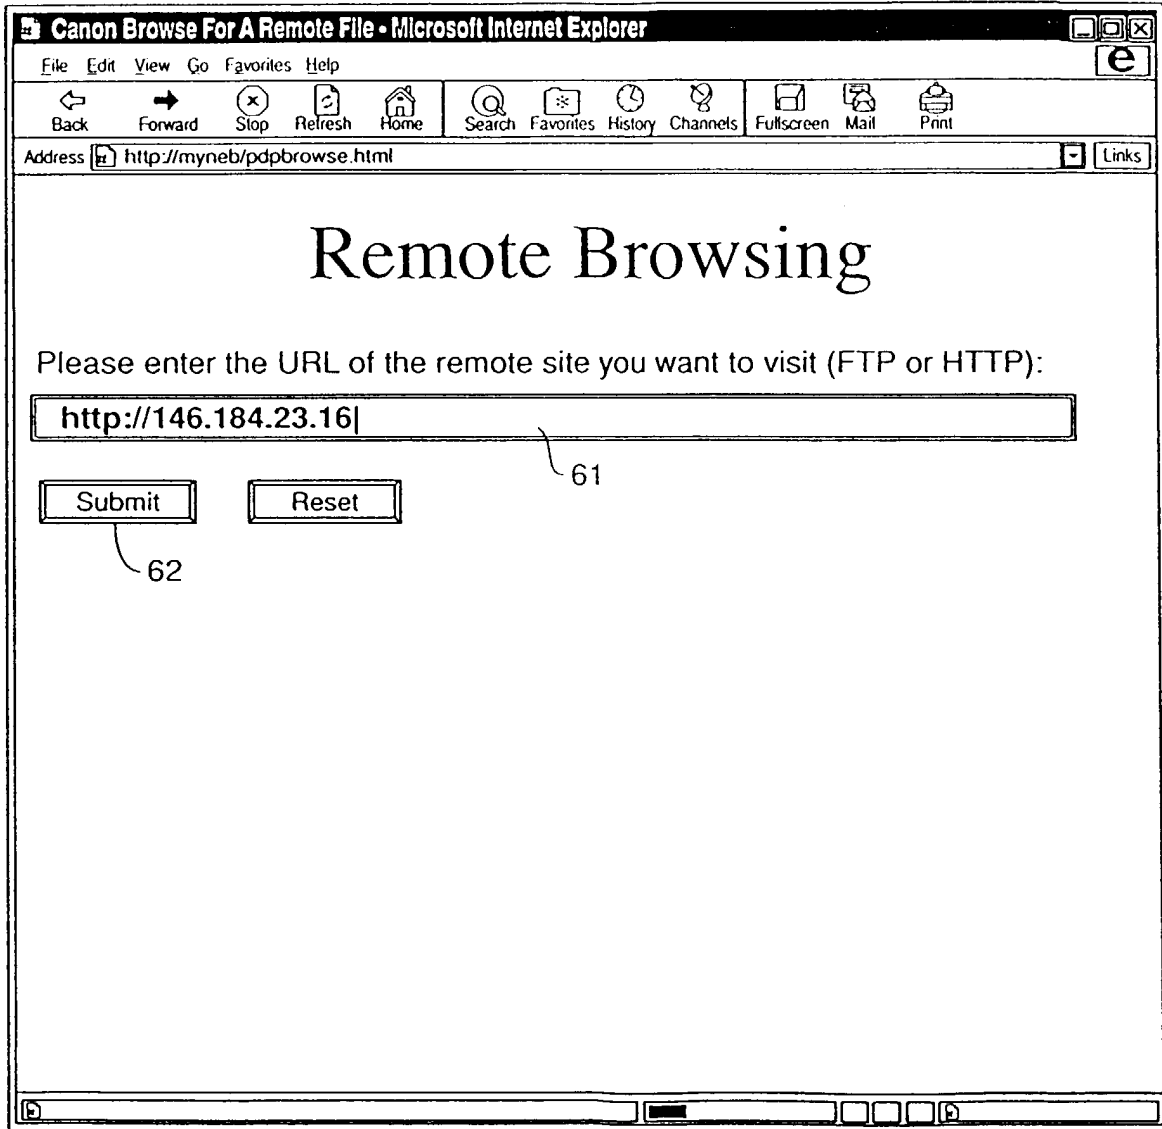 Canon Browse For A Remote File • Microsoft Internet Explorer
File Edit View Go Favorites Help
e
Back Forward Stop Refresh Home Search Favorites History Channels Fullscreen Mail Print
Address http://myneb/pdpbrowse.html Links
Remote Browsing
Please enter the URL of the remote site you want to visit (FTP or HTTP):
http://146.184.23.16
61
Submit Reset
62